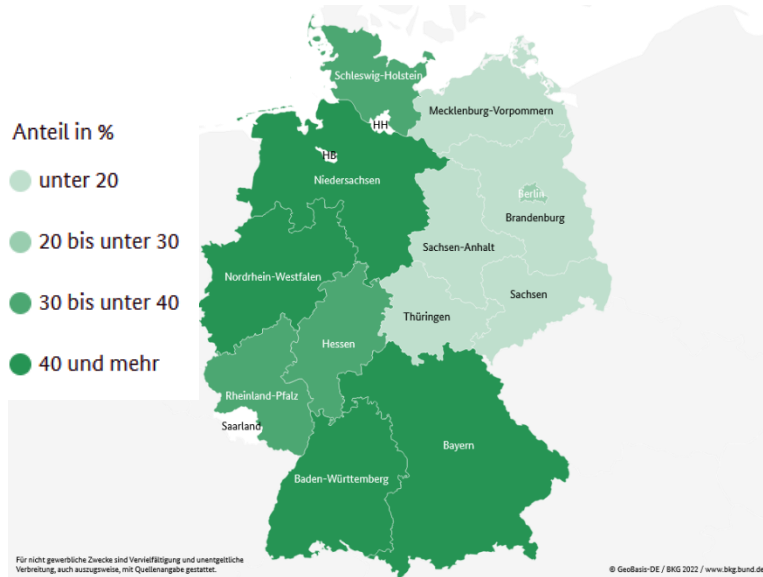 Anteil in %
unter 20
20 bis unter 30
30 bis unter 40
40 und mehr
Schleswig-Holstein
Mecklenburg-Vorpommern
HH
HB
Niedersachsen
Berlin
Brandenburg
Sachsen-Anhalt
Nordrhein-Westfalen
Sachsen
Thüringen
Hessen
Rheinland-Pfalz
Saarland
Bayern
Baden-Württemberg
Für nicht gewerbliche Zwecke sind Vervielfältigung und unentgeltliche
Verbreitung, auch auszugsweise, mit Quellenangabe gestattet.
© GeoBasis-DE / BKG 2022 / www.bkg.bund.de